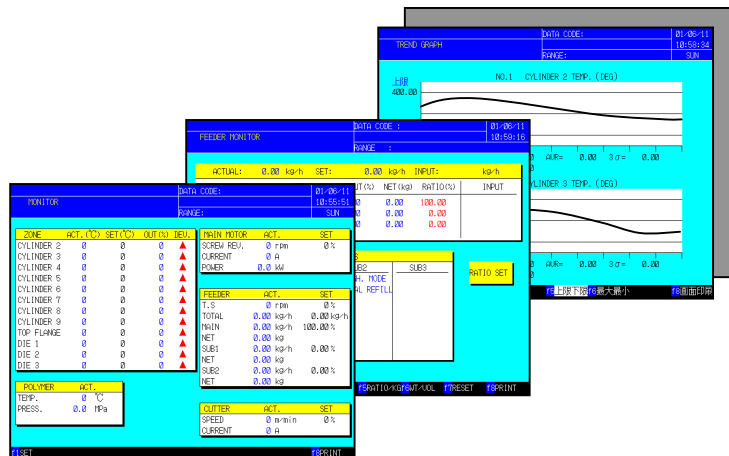 DATA CODE:
01/06/11
TREND GRAPH
10:58:34
RANGE:
SUN
NO.1 CYLINDER 2 TEMP. (DEG)
上限
400.00
AUR= 0.00 3σ= 0.00
CYLINDER 3 TEMP. (DEG)
AUR= 0.00 3σ= 0.00
f5上限下限 f6最大最小 f8画面印刷
DATA CODE :
01/06/11
FEEDER MONITOR
10:59:16
RANGE :
ACTUAL: 0.00 kg/h SET: 0.00 kg/h INPUT: kg/h
UT(%) NET(kg) RATIO(%) INPUT
0.00 100.00
0.00 0.00
0.00 0.00
UB2 SUB3
H. MODE
AL REFILL
RATIO SET
f5RATIO/KG f6WT/VOL f7RESET f8PRINT
DATA CODE:
01/06/11
MONITOR
10:55:51
RANGE:
SUN
ZONE ACT.(℃) SET(℃) OUT(%) DEV.
CYLINDER 2 0 0 0 ▲
CYLINDER 3 0 0 0 ▲
CYLINDER 4 0 0 0 ▲
CYLINDER 5 0 0 0 ▲
CYLINDER 6 0 0 0 ▲
CYLINDER 7 0 0 0 ▲
CYLINDER 8 0 0 0 ▲
CYLINDER 9 0 0 0 ▲
TOP FLANGE 0 0 0 ▲
DIE 1 0 0 0 ▲
DIE 2 0 0 0 ▲
DIE 3 0 0 0 ▲
MAIN MOTOR ACT. SET
SCREW REV. 0 rpm 0 %
CURRENT 0 A
POWER 0.0 kW
FEEDER ACT. SET
T.S 0 rpm 0 %
TOTAL 0.00 kg/h 0.00 kg/h
MAIN 0.00 kg/h 100.00 %
NET 0.00 kg
SUB1 0.00 kg/h 0.00 %
NET 0.00 kg
SUB2 0.00 kg/h 0.00 %
NET 0.00 kg
POLYMER ACT.
TEMP. 0 ℃
PRESS. 0.0 MPa
CUTTER ACT. SET
SPEED 0 m/min 0 %
CURRENT 0 A
f1SET f8PRINT